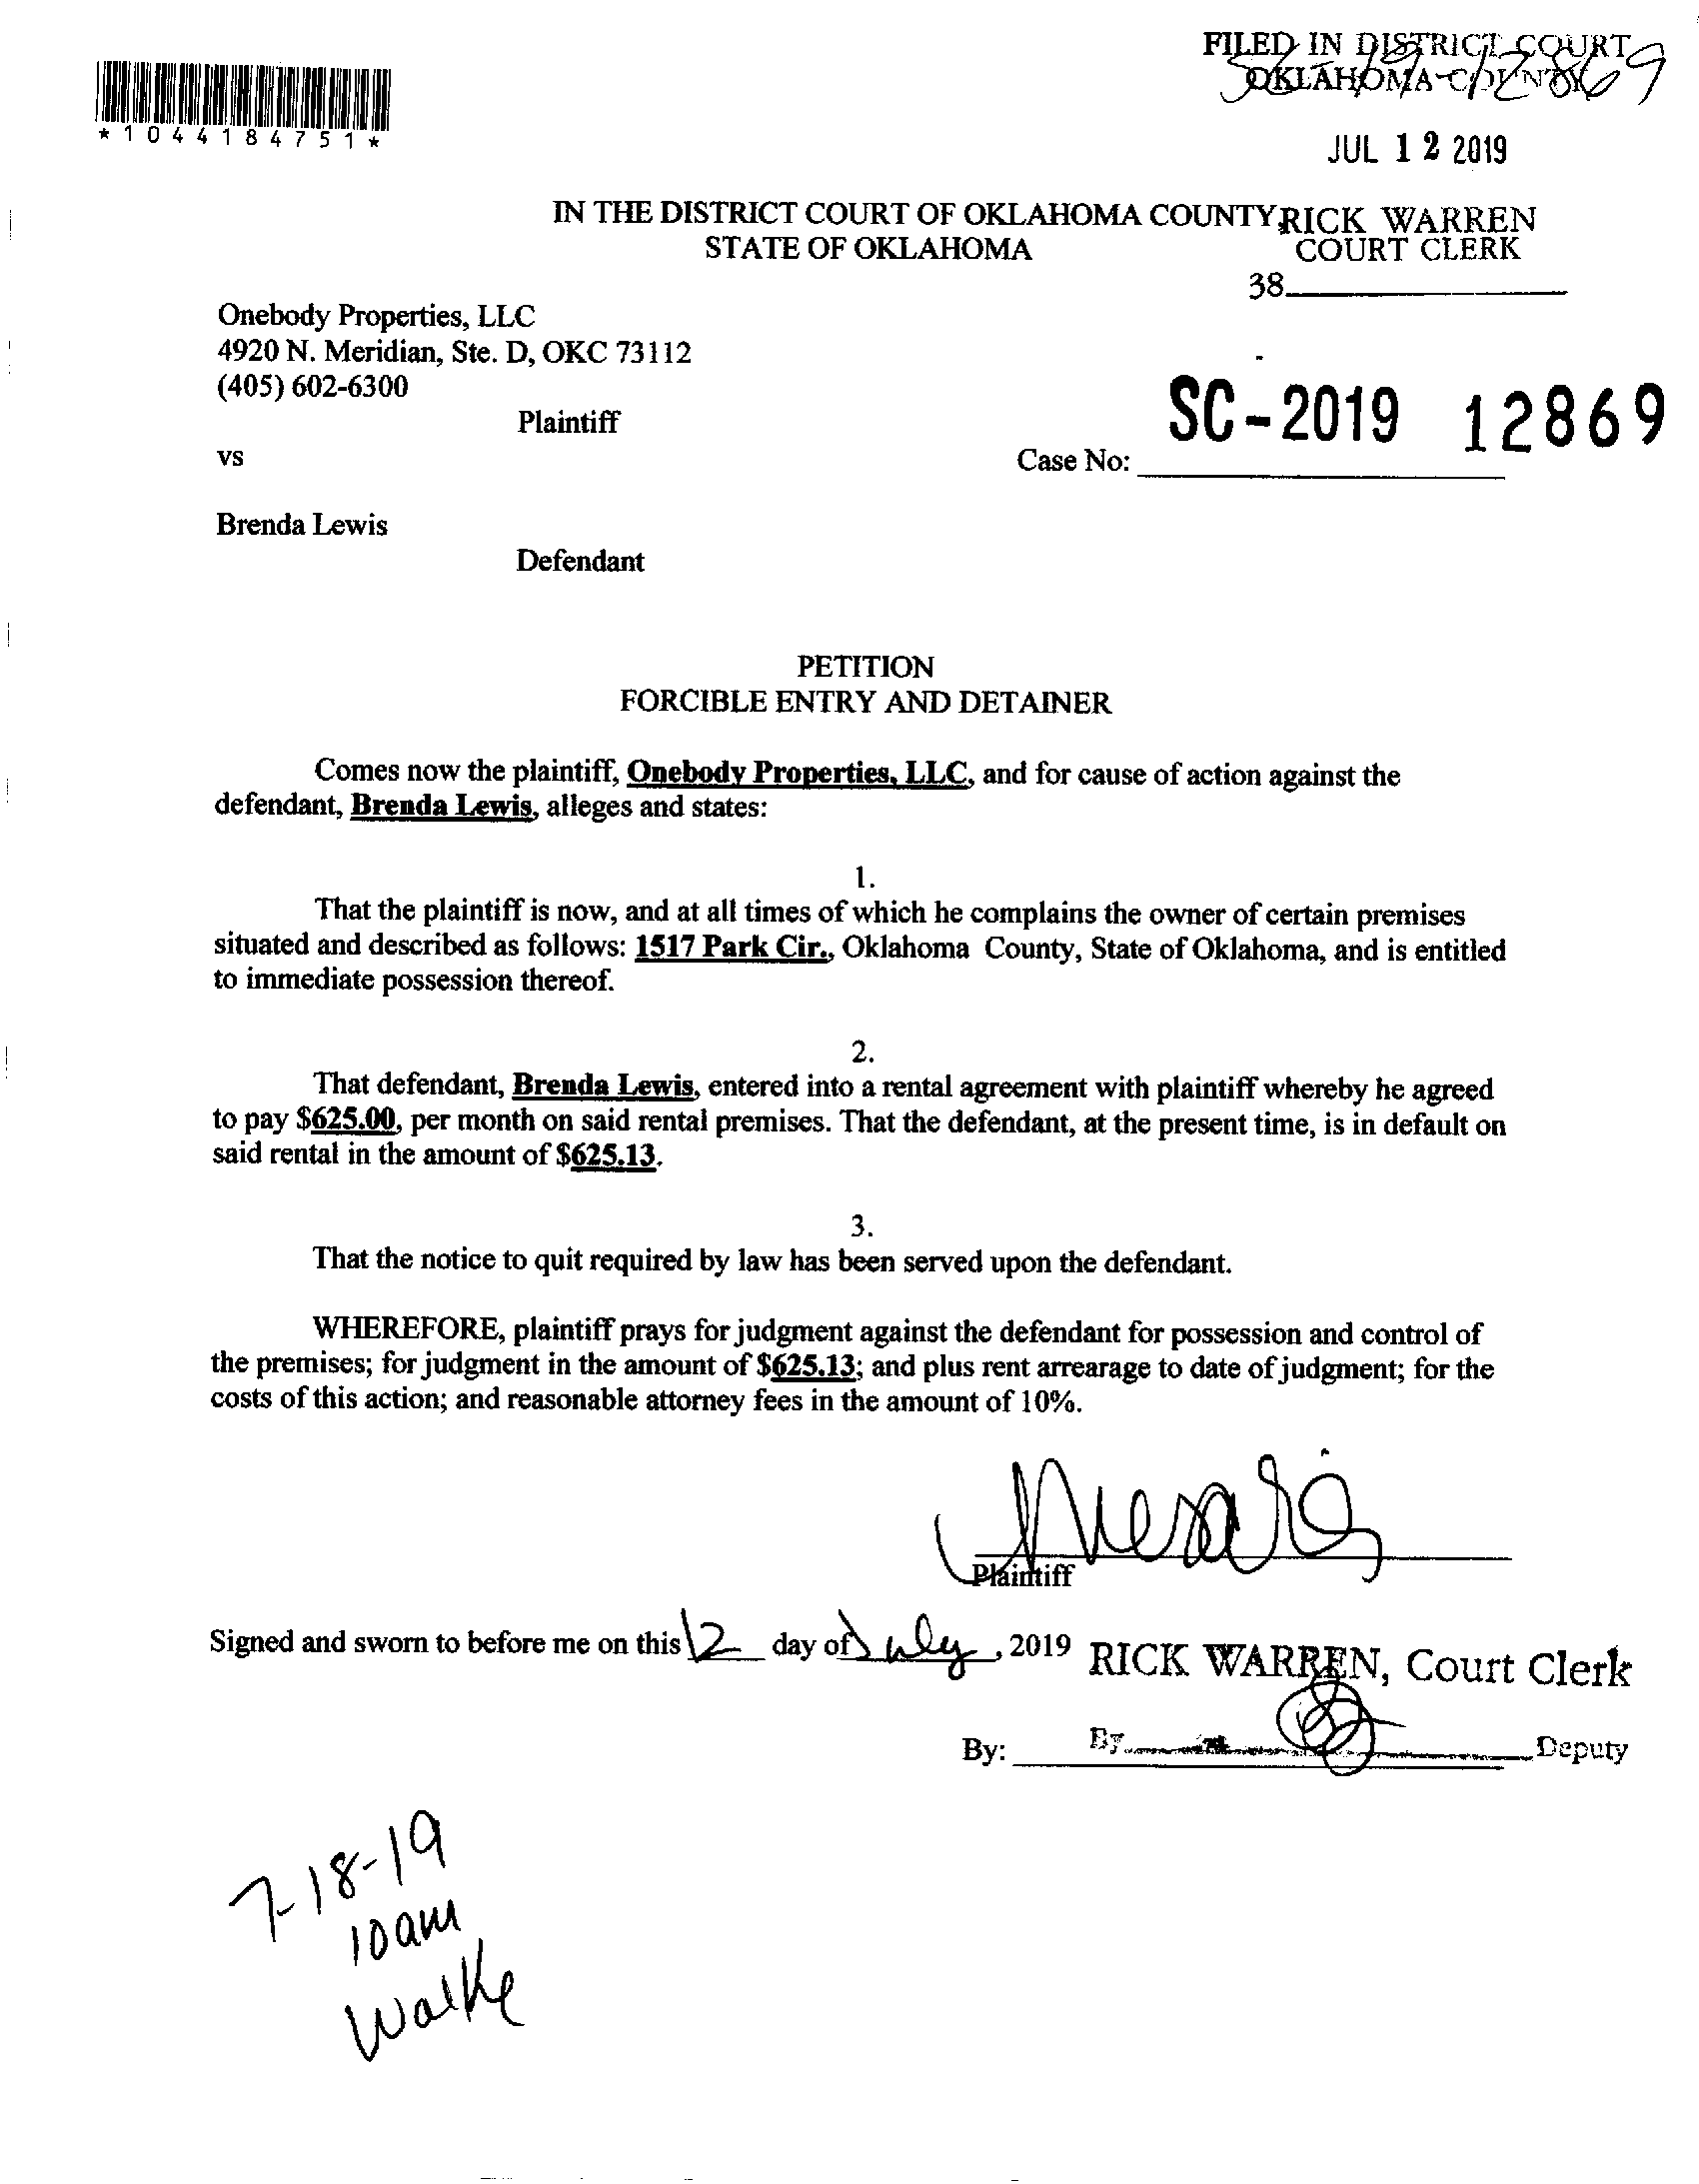 FILED IN DISTRICT COURT
OKLAHOMA COUNTY
SC-19-12869
*1044184751*
JUL 12 2019
IN THE DISTRICT COURT OF OKLAHOMA COUNTY
STATE OF OKLAHOMA
RICK WARREN
COURT CLERK
38
Onebody Properties, LLC
4920 N. Meridian, Ste. D, OKC 73112
(405) 602-6300
Plaintiff
vs
Case No: SC-2019 12869
Brenda Lewis
Defendant
PETITION
FORCIBLE ENTRY AND DETAINER
Comes now the plaintiff, Onebody Properties, LLC, and for cause of action against the
defendant, Brenda Lewis, alleges and states:
1.
That the plaintiff is now, and at all times of which he complains the owner of certain premises
situated and described as follows: 1517 Park Cir., Oklahoma County, State of Oklahoma, and is entitled
to immediate possession thereof.
2.
That defendant, Brenda Lewis, entered into a rental agreement with plaintiff whereby he agreed
to pay $625.00, per month on said rental premises. That the defendant, at the present time, is in default on
said rental in the amount of $625.13.
3.
That the notice to quit required by law has been served upon the defendant.
WHEREFORE, plaintiff prays for judgment against the defendant for possession and control of
the premises; for judgment in the amount of $625.13; and plus rent arrearage to date of judgment; for the
costs of this action; and reasonable attorney fees in the amount of 10%.
Plaintiff
Signed and sworn to before me on this 12 day of July, 2019
RICK WARREN, Court Clerk
By: By Deputy
7-18-19
10am
Walke